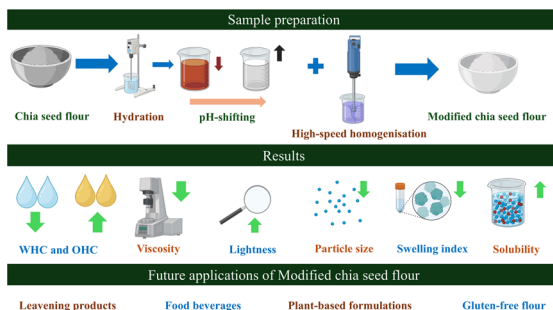 Sample preparation
Chia seed flour
Hydration
pH-shifting
High-speed homogenisation
Modified chia seed flour
Results
WHC and OHC
Viscosity
Lightness
Particle size
Swelling index
Solubility
Future applications of Modified chia seed flour
Leavening products
Food beverages
Plant-based formulations
Gluten-free flour